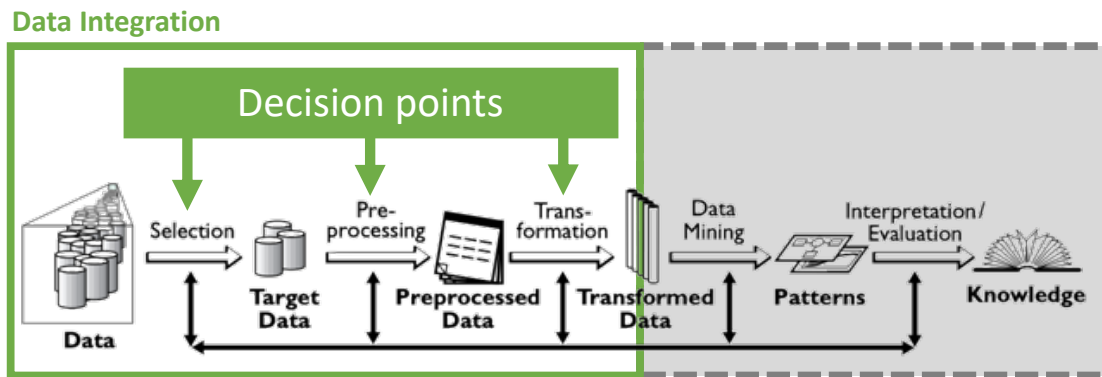 Data Integration
Decision points
Selection
Pre-
processing
Trans-
formation
Data
Mining
Interpretation/
Evaluation
Data
Target
Data
Preprocessed
Data
Transformed
Data
Patterns
Knowledge